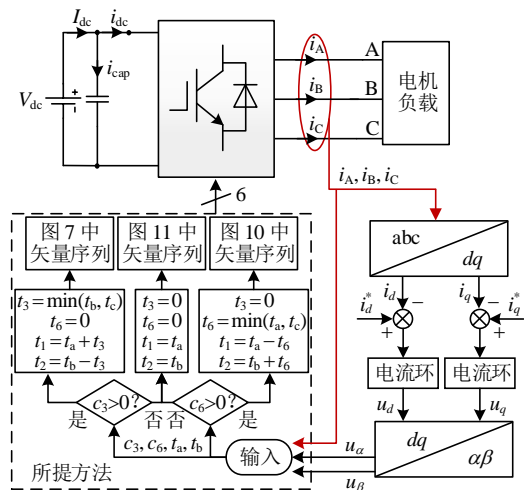 I_dc i_dc
i_cap
V_dc
i_A A
i_B B
i_C C
电机
负载
6
i_A, i_B, i_C
图 7 中
矢量序列
图 11 中
矢量序列
图 10 中
矢量序列
t_3=min(t_b, t_c)
t_6=0
t_1=t_a+t_3
t_2=t_b−t_3
t_3=0
t_6=0
t_1=t_a
t_2=t_b
t_3=0
t_6=min(t_a, t_c)
t_1=t_a−t_6
t_2=t_b+t_6
c_3>0?
c_6>0?
是 否 否 是
c_3, c_6, t_a, t_b
输入
所提方法
abc
dq
i_d i_q
i_d^* − − i_q^*
+ +
电流环 电流环
u_d u_q
dq
αβ
u_α
u_β